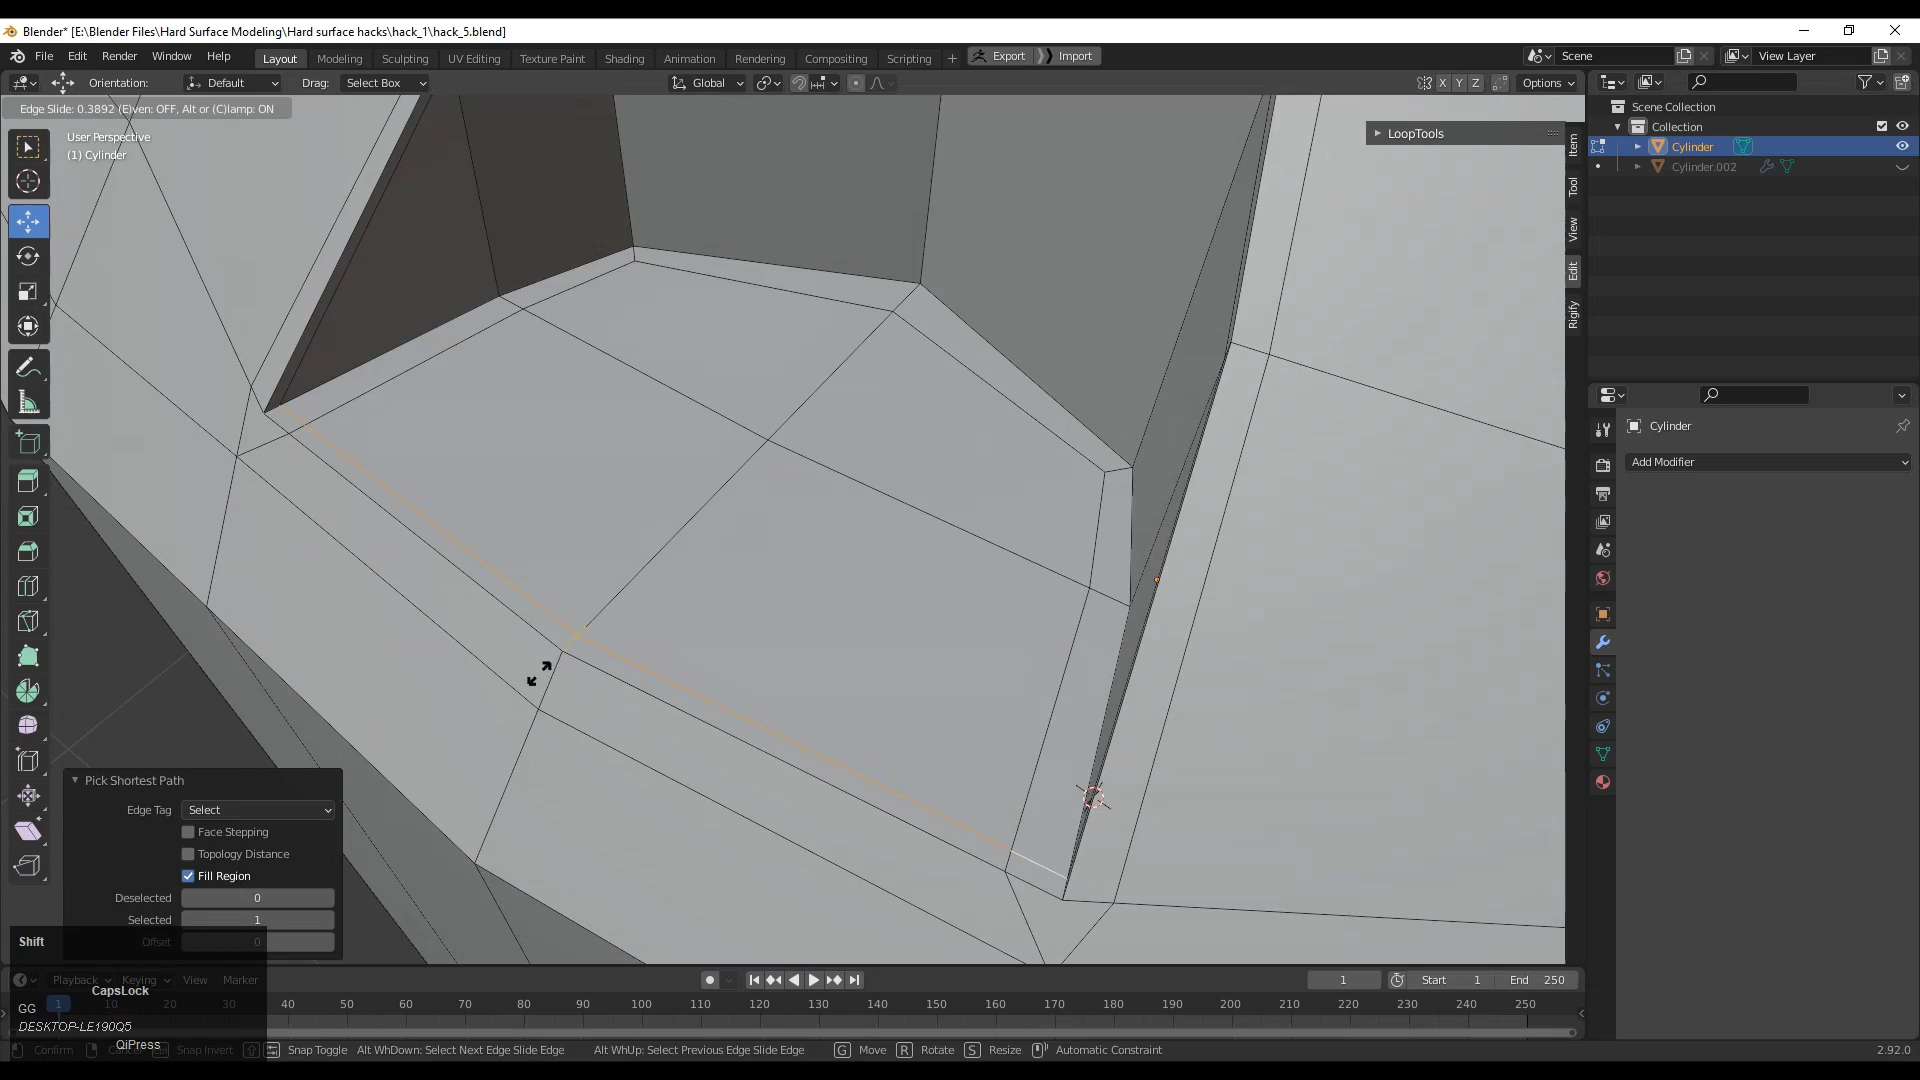 Blender* [E:\Blender Files\Hard Surface Modeling\Hard surface hacks\hack_1\hack_5.blend]
File Edit Render Window Help Layout Modeling Sculpting UV Editing Texture Paint Shading Animation Rendering Compositing Scripting + Export Import Scene View Layer
Orientation: Default Drag: Select Box Global X Y Z Options
Edge Slide: 0.3892 (E)ven: OFF, Alt or (C)lamp: ON
User Perspective
(1) Cylinder
LoopTools
Item
Tool
View
Edit
Rigify
Scene Collection
Collection
Cylinder
Cylinder.002
Cylinder
Add Modifier
Pick Shortest Path
Edge Tag Select
Face Stepping
Topology Distance
Fill Region
Deselected 0
Selected 1
Offset 0
Shift
CapsLock
GG
DESKTOP-LE190Q5
QiPress
Playback Keying View Marker 1 Start 1 End 250
1 10 20 30 40 50 60 70 80 90 100 110 120 130 140 150 160 170 180 190 200 210 220 230 240 250
Confirm Cancel Snap Invert Snap Toggle Alt WhDown: Select Next Edge Slide Edge Alt WhUp: Select Previous Edge Slide Edge G Move R Rotate S Resize Automatic Constraint 2.92.0